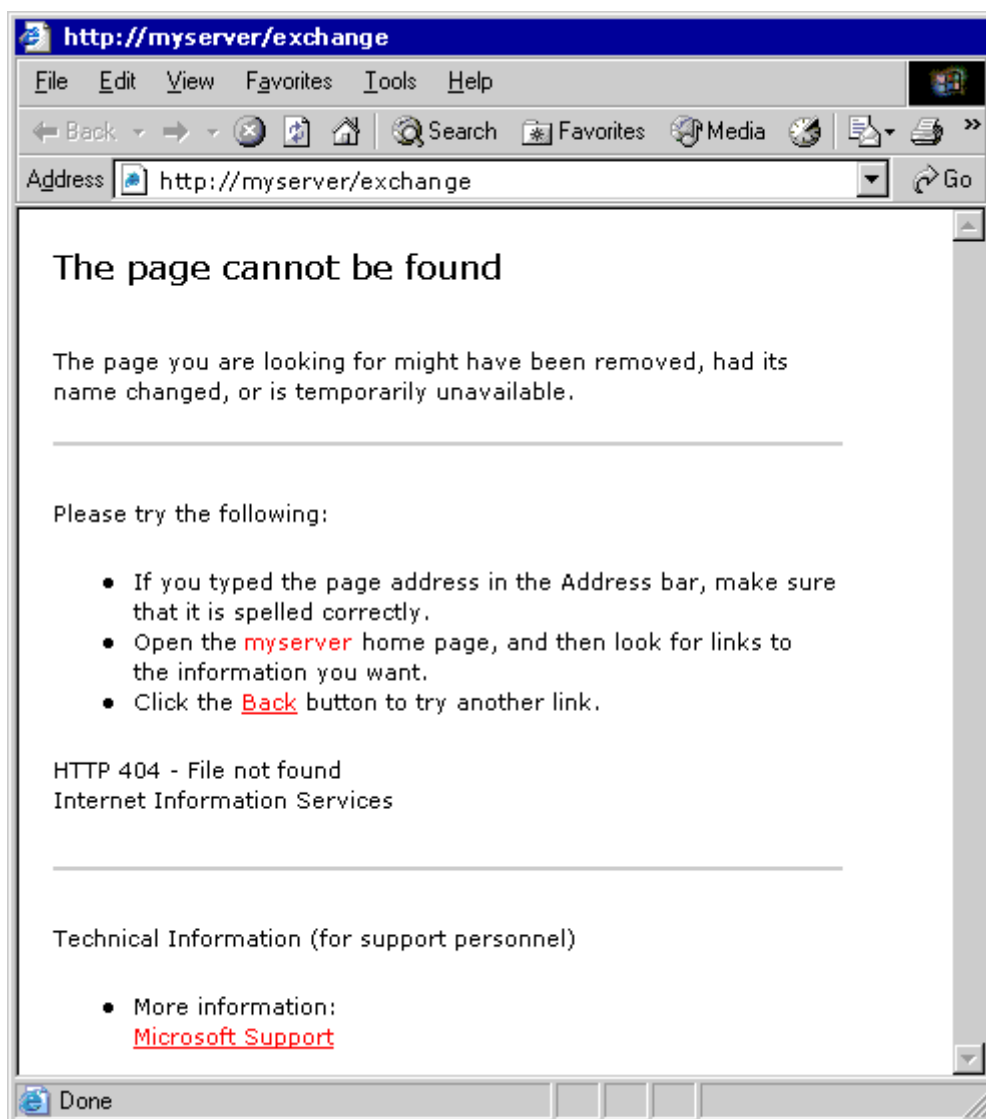 http://myserver/exchange
File Edit View Favorites Tools Help
Back Search Favorites Media »
Address http://myserver/exchange Go
The page cannot be found
The page you are looking for might have been removed, had its
name changed, or is temporarily unavailable.
Please try the following:
• If you typed the page address in the Address bar, make sure
that it is spelled correctly.
• Open the myserver home page, and then look for links to
the information you want.
• Click the Back button to try another link.
HTTP 404 - File not found
Internet Information Services
Technical Information (for support personnel)
• More information:
Microsoft Support
Done